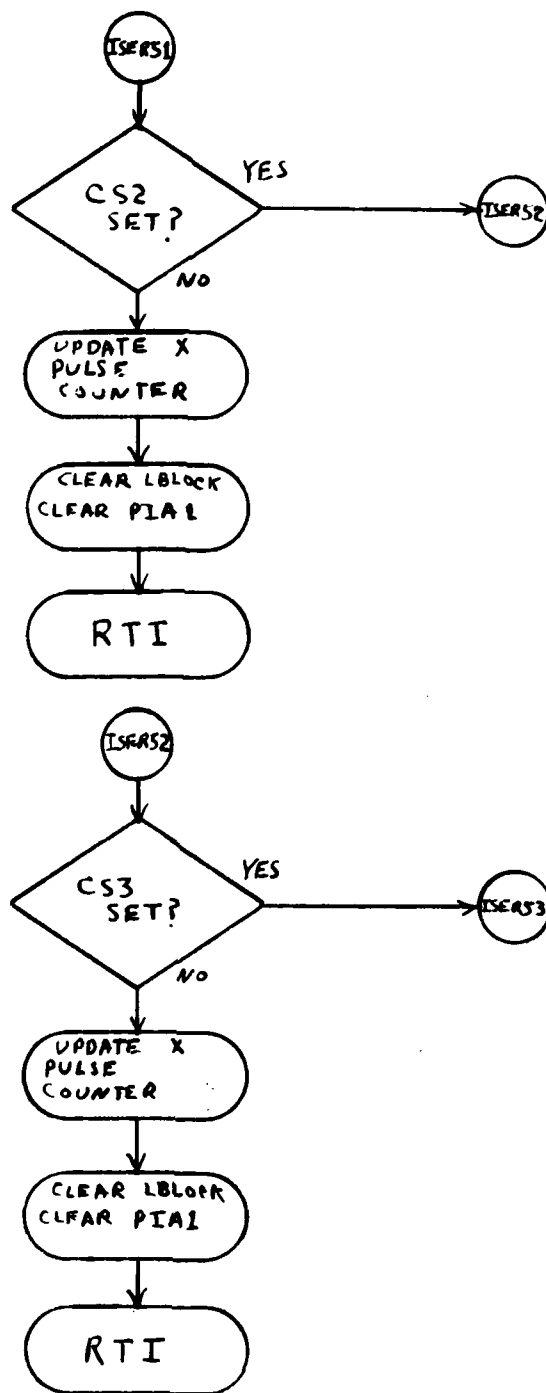 ISERS1
CS2
SET?
YES
ISERS2
NO
UPDATE X
PULSE
COUNTER
CLEAR LBLOCK
CLEAR PIA1
RTI
ISERS2
CS3
SET?
YES
ISERS3
NO
UPDATE X
PULSE
COUNTER
CLEAR LBLOCK
CLEAR PIA1
RTI